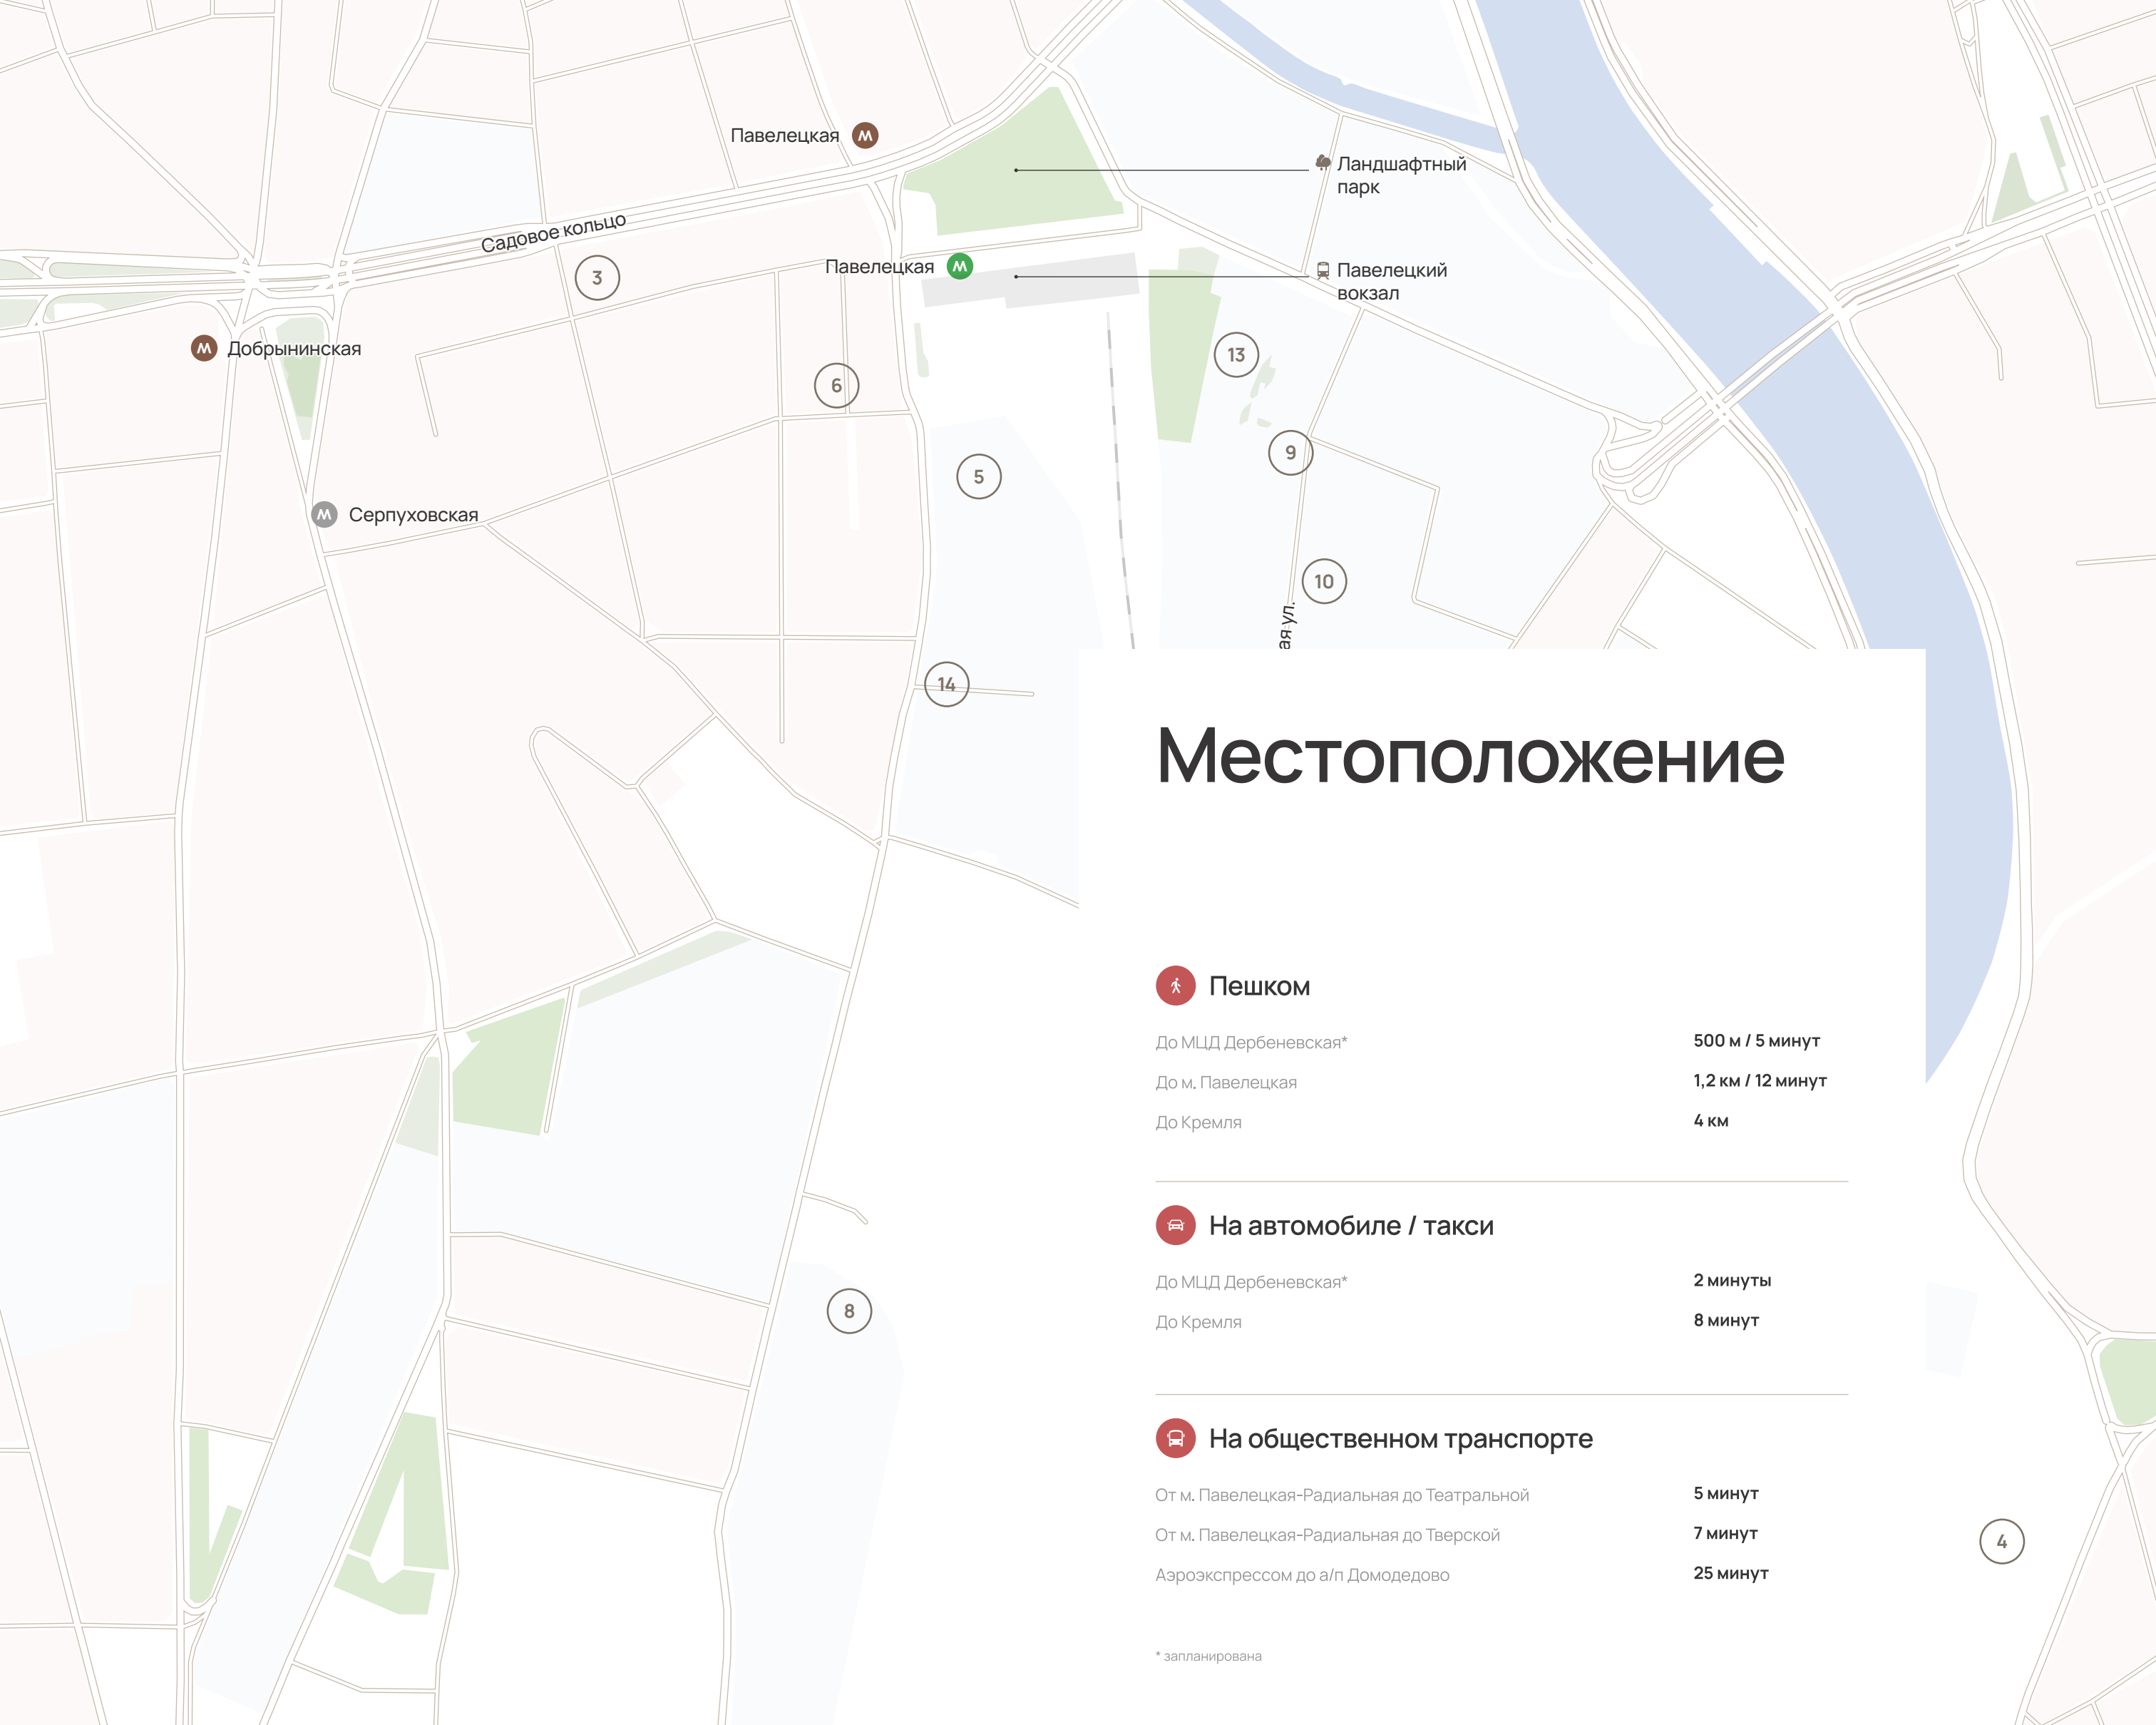 Павелецкая
Ландшафтный
парк
Садовое кольцо
3
Павелецкая
Павелецкий
вокзал
Добрынинская
13
6
9
5
Серпуховская
10
ая ул.
14
Местоположение
Пешком
До МЦД Дербеневская* 500 м / 5 минут
До м. Павелецкая 1,2 км / 12 минут
До Кремля 4 км
На автомобиле / такси
До МЦД Дербеневская* 2 минуты
До Кремля 8 минут
8
На общественном транспорте
От м. Павелецкая-Радиальная до Театральной 5 минут
От м. Павелецкая-Радиальная до Тверской 7 минут
Аэроэкспрессом до а/п Домодедово 25 минут
4
* запланирована